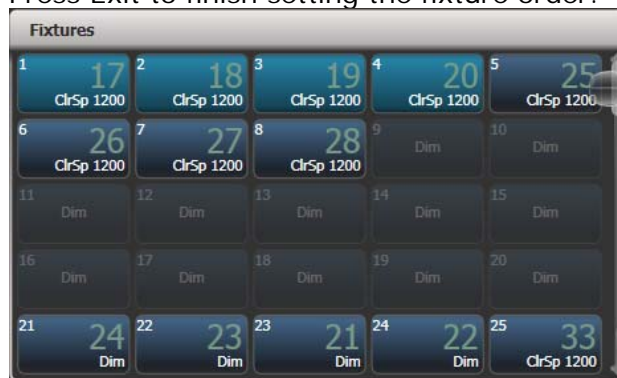 Press Exit to finish setting the fixture order.
Fixtures
1 17 2 18 3 19 4 20 5 25
ClrSp 1200 ClrSp 1200 ClrSp 1200 ClrSp 1200 ClrSp 1200
6 26 7 27 8 28 9 Dim 10 Dim
ClrSp 1200 ClrSp 1200 ClrSp 1200
11 Dim 12 Dim 13 Dim 14 Dim 15 Dim
16 Dim 17 Dim 18 Dim 19 Dim 20 Dim
21 24 22 23 23 21 24 22 25 33
Dim Dim Dim Dim ClrSp 1200